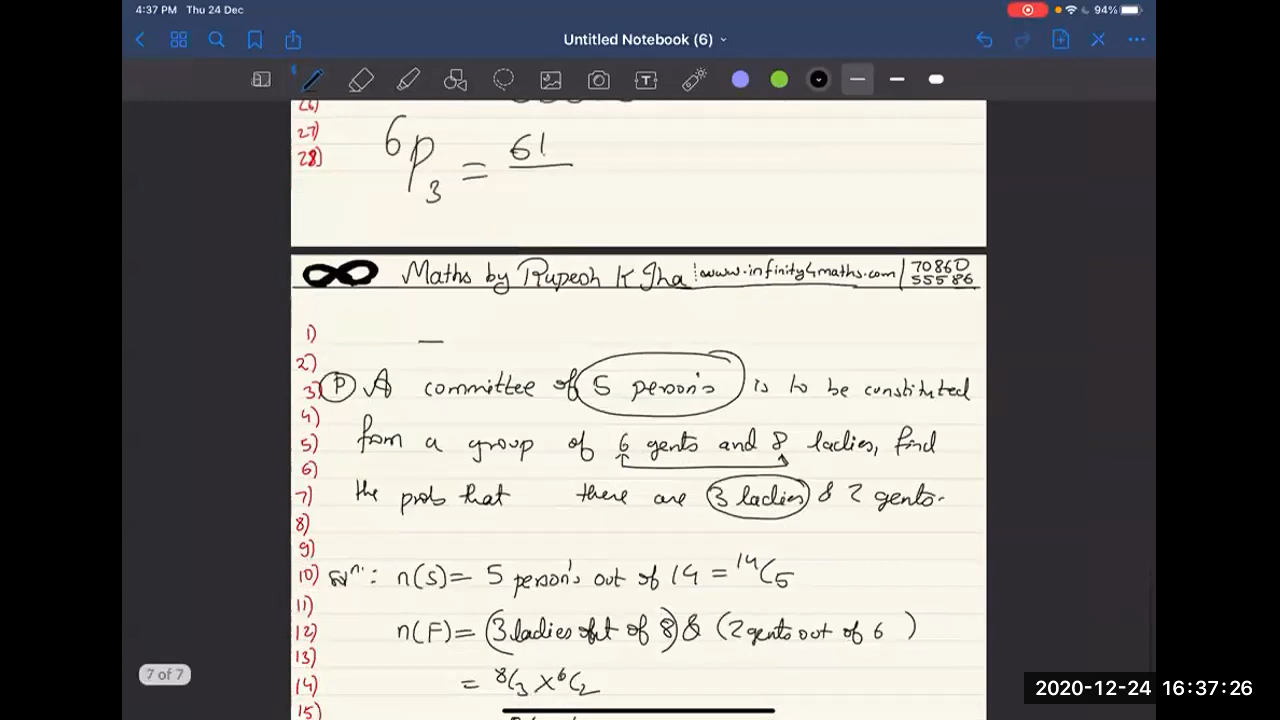 4:37 PM Thu 24 Dec
94%
Untitled Notebook (6)
26)
27)
28)
6p3 = 6!
Maths by Rupesh K Jha www.infinity4maths.com 70860 55586
1)
2)
3) P A committee of 5 person's is to be constituted
4)
5) from a group of 6 gents and 8 ladies, find
6)
7) the prob that there are 3 ladies & 2 gents.
8)
9)
10) Soln: n(S) = 5 person's out of 14 = 14C5
11)
12) n(F) = (3 ladies out of 8) & (2 gents out of 6 )
13)
14) = 8C3 X 6C2
15)
7 of 7
2020-12-24 16:37:26